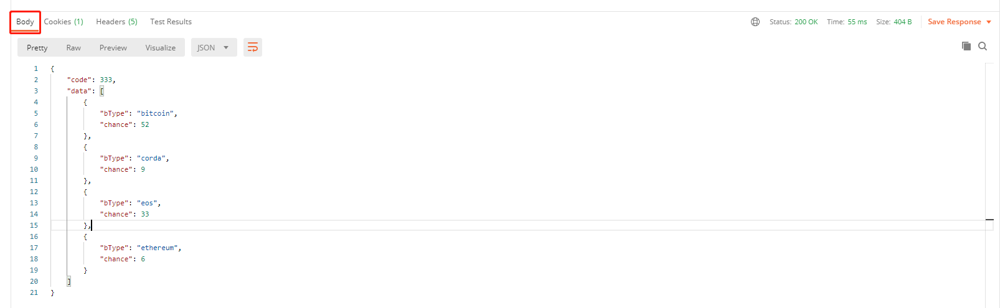 Body Cookies (1) Headers (5) Test Results Status: 200 OK Time: 55 ms Size: 404 B Save Response
Pretty Raw Preview Visualize JSON
1 {
2 "code": 333,
3 "data": [
4 {
5 "bType": "bitcoin",
6 "chance": 52
7 },
8 {
9 "bType": "corda",
10 "chance": 9
11 },
12 {
13 "bType": "eos",
14 "chance": 33
15 },
16 {
17 "bType": "ethereum",
18 "chance": 6
19 }
20 ]
21 }